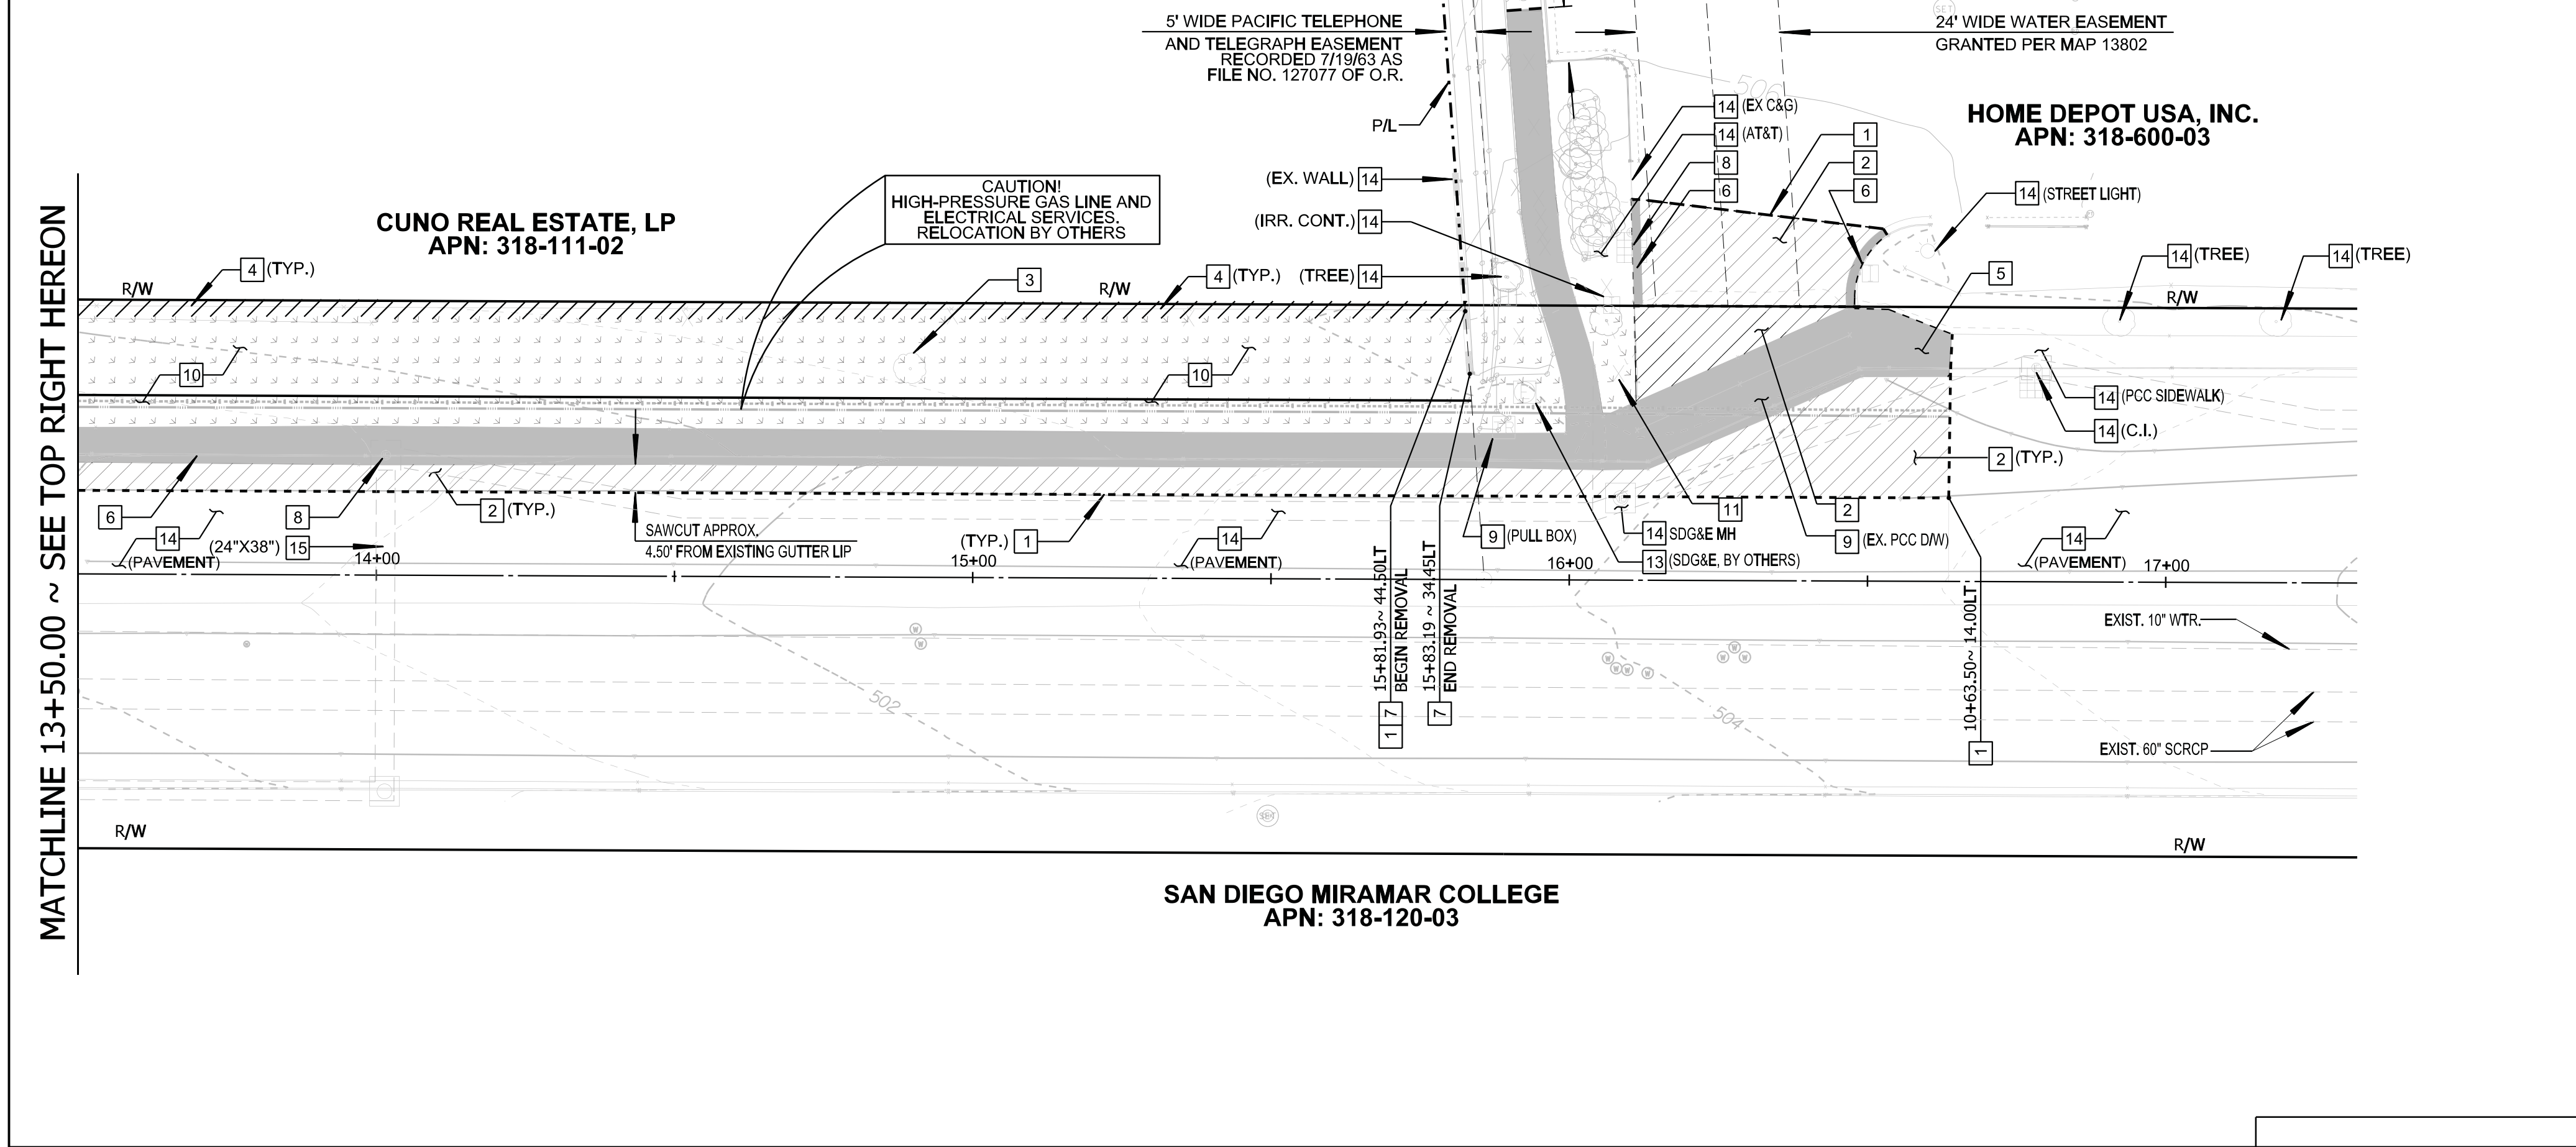 5' WIDE PACIFIC TELEPHONE
AND TELEGRAPH EASEMENT
RECORDED 7/19/63 AS
FILE NO. 127077 OF O.R.
SET
24' WIDE WATER EASEMENT
GRANTED PER MAP 13802
506
P/L
14 (EX C&G)
14 (AT&T)
8
6
1
2
6
HOME DEPOT USA, INC.
APN: 318-600-03
CAUTION!
HIGH-PRESSURE GAS LINE AND
ELECTRICAL SERVICES.
RELOCATION BY OTHERS
(EX. WALL) 14
(IRR. CONT.) 14
14 (STREET LIGHT)
CUNO REAL ESTATE, LP
APN: 318-111-02
4 (TYP.)
3
4 (TYP.)
(TREE) 14
5
14 (TREE)
14 (TREE)
R/W
R/W
R/W
10
10
14 (PCC SIDEWALK)
14 (C.I.)
2 (TYP.)
MATCHLINE 13+50.00 ~ SEE TOP RIGHT HEREON
6
8
2 (TYP.)
14
(PAVEMENT)
(24"X38") 15
SAWCUT APPROX.
4.50' FROM EXISTING GUTTER LIP
(TYP.) 1
14
(PAVEMENT)
9 (PULL BOX)
11
2
14 SDG&E MH
9 (EX. PCC D/W)
13 (SDG&E, BY OTHERS)
14
(PAVEMENT)
14+00
15+00
16+00
17+00
15+81.93~ 44.50LT
BEGIN REMOVAL
1 7
15+83.19 ~ 34.45LT
END REMOVAL
7
10+63.50~ 14.00LT
1
EXIST. 10" WTR.
W
W
W
W
W
W
W
W
W
502
504
EXIST. 60" SCRCP
SET
R/W
R/W
SAN DIEGO MIRAMAR COLLEGE
APN: 318-120-03